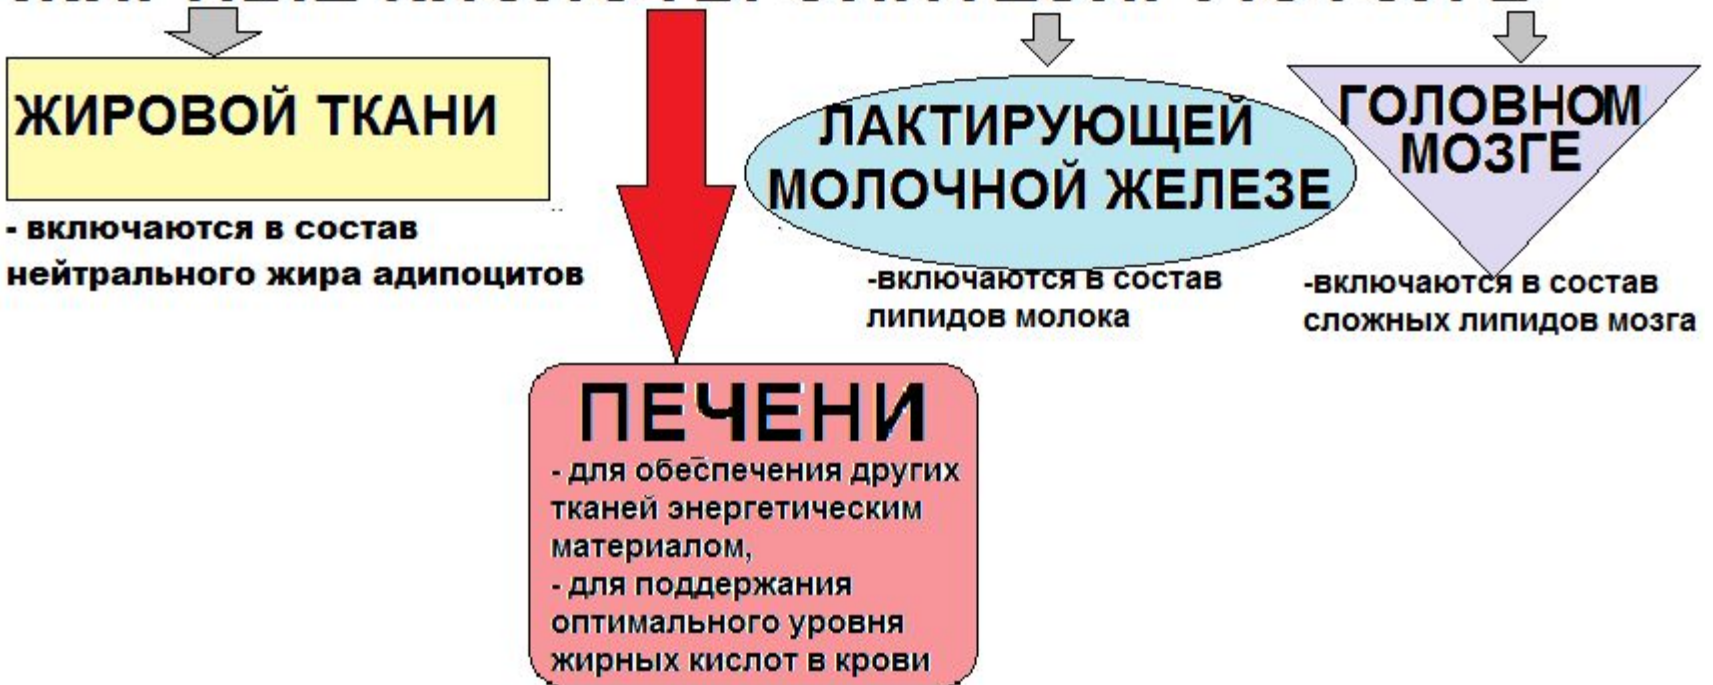 ЖИРОВОЙ ТКАНИ
- включаются в состав
нейтрального жира адипоцитов
ЛАКТИРУЮЩЕЙ
МОЛОЧНОЙ ЖЕЛЕЗЕ
-включаются в состав
липидов молока
ГОЛОВНОМ
МОЗГЕ
-включаются в состав
сложных липидов мозга
ПЕЧЕНИ
- для обеспечения других
тканей энергетическим
материалом,
- для поддержания
оптимального уровня
жирных кислот в крови